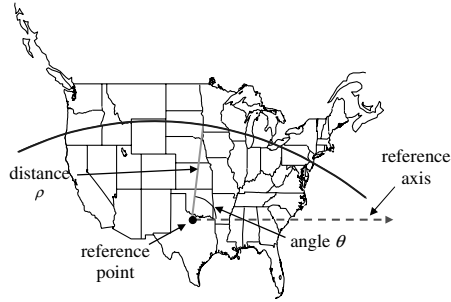 distance
ρ
reference
point
angle θ
reference
axis